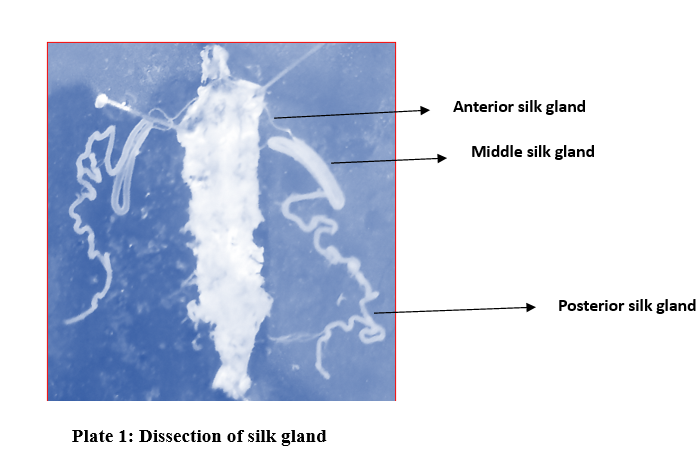 Anterior silk gland
Middle silk gland
Posterior silk gland
Plate 1: Dissection of silk gland